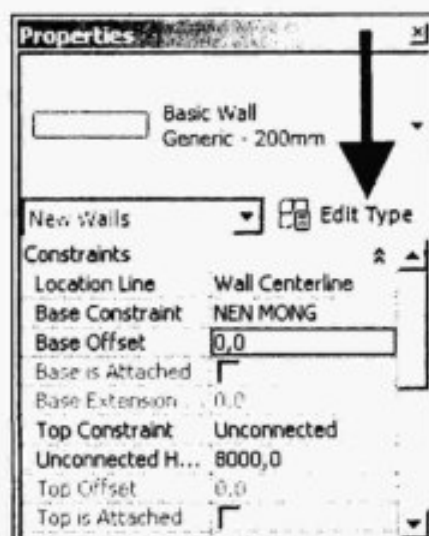 Properties
Basic Wall
Generic - 200mm
New Walls Edit Type
Constraints
Location Line Wall Centerline
Base Constraint NEN MONG
Base Offset 0,0
Base is Attached
Base Extension ... 0,0
Top Constraint Unconnected
Unconnected H... 8000,0
Top Offset 0,0
Top is Attached